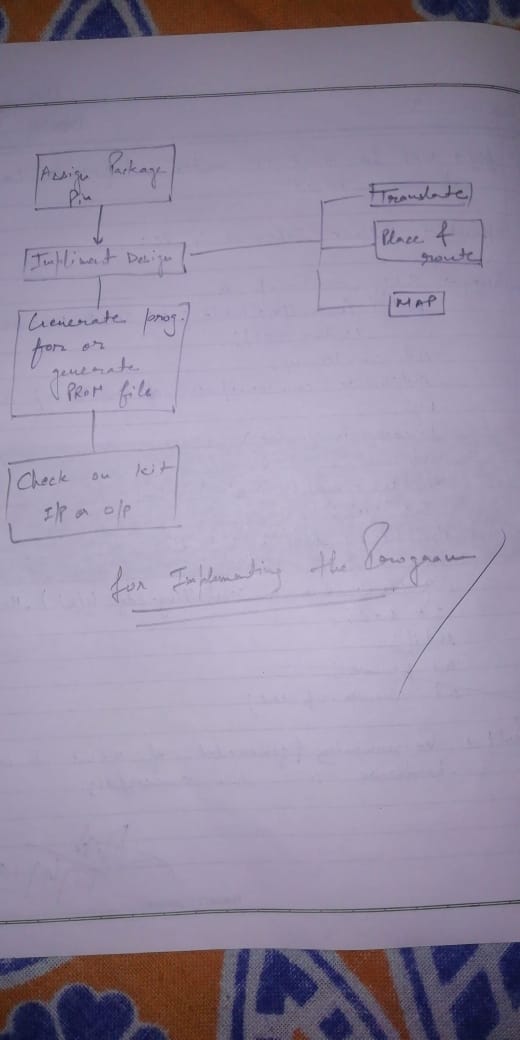 Assign Package
Pin
Impliment Design
Translate
Place &
route
MAP
Generate prog.
for or
generate
PROM file
Check on kit
I/P or O/P
for Implementing the Program